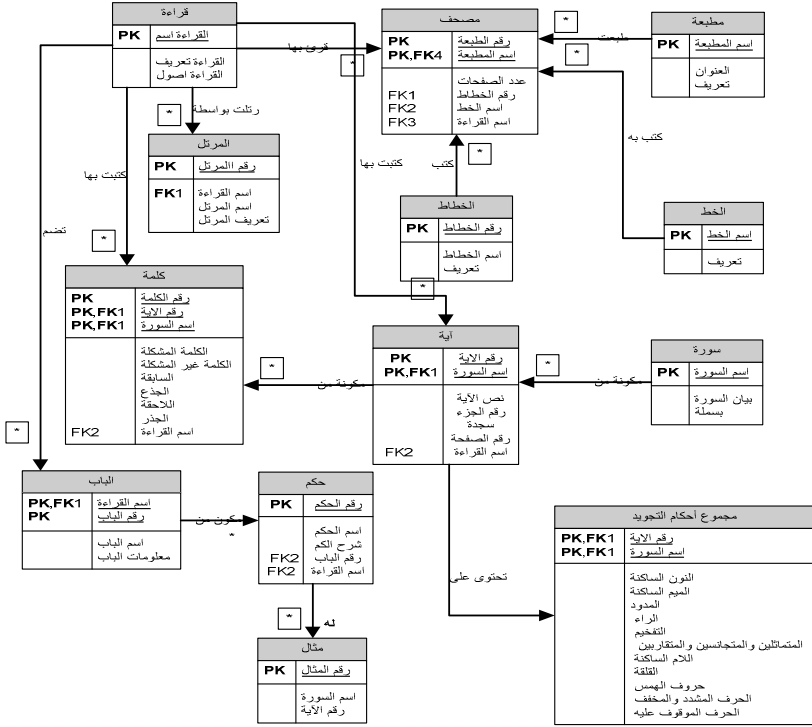 قراءة
PK القراءة اسم
القراءة تعريف
القراءة اصول
مصحف
PK رقم الطبعة
PK,FK4 اسم المطبعة
عدد الصفحات
FK1 رقم الخطاط
FK2 اسم الخط
FK3 اسم القراءة
مطبعة
PK اسم المطبعة
العنوان
تعريف
قرئ بها
*
طبعت
*
*
رتلت بواسطة
*
المرتل
PK رقم االمرتل
FK1 اسم القراءة
اسم المرتل
تعريف المرتل
كتبت بها
كتب
*
كتب به
الخطاط
PK رقم الخطاط
اسم الخطاط
تعريف
الخط
PK اسم الخط
تعريف
كتبت بها
تضم
*
*
كلمة
PK رقم الكلمة
PK,FK1 رقم الاية
PK,FK1 اسم السورة
الكلمة المشكلة
الكلمة غير المشكلة
السابقة
الجذع
اللاحقة
الجذر
FK2 اسم القراءة
مكونة من
*
آية
PK رقم الاية
PK,FK1 اسم السورة
نص الآية
رقم الجزء
سجدة
رقم الصفحة
FK2 اسم القراءة
مكونة من
*
سورة
PK اسم السورة
بيان السورة
بسملة
*
الباب
PK,FK1 اسم القراءة
PK رقم الباب
اسم الباب
معلومات الباب
مكون من
*
حكم
PK رقم الحكم
اسم الحكم
شرح الكم
FK2 رقم الباب
FK2 اسم القراءة
تحتوى على
مجموع أحكام التجويد
PK,FK1 رقم الاية
PK,FK1 اسم السورة
النون الساكنة
الميم الساكنة
المدود
الراء
التفخيم
المتماثلين والمتجانسين والمتقاربين
اللام الساكنة
القلقة
حروف الهمس
الحرف المشدد والمخفف
الحرف الموقوف عليه
*
له
مثال
PK رقم المثال
اسم السورة
رقم الآية